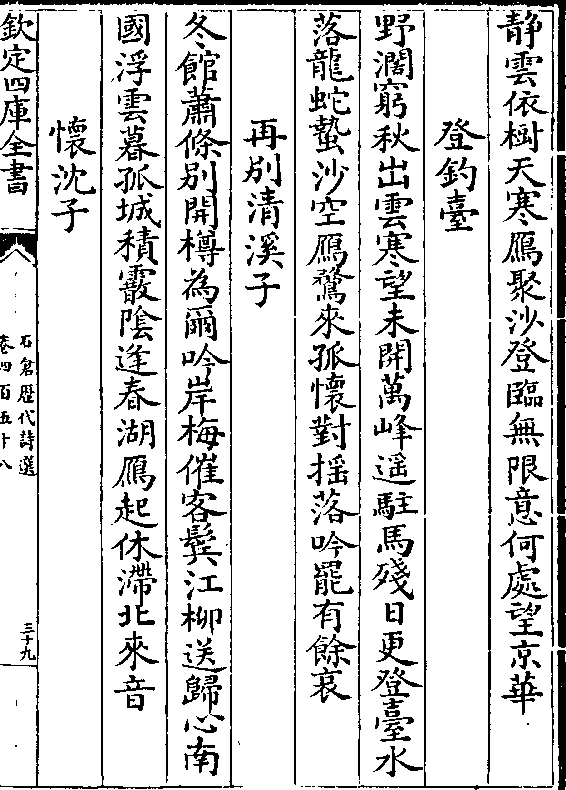 静雲依樹天寒鴈聚沙登臨無限意何處望京華
登釣臺
野濶窮秋出雲寒望未開萬峰遥駐馬殘日更登臺水
落龍蛇蟄沙空鴈鶩來孤懷對揺落吟罷有餘哀
再别清溪子
冬館蕭條别開樽為爾吟岸梅催客鬂江柳送歸心南
國浮雲暮孤城積霰陰逢春湖鴈起休滯北來音
懷沈子
欽定四庫全書
石倉歴代詩選
卷四百五十八
三十九